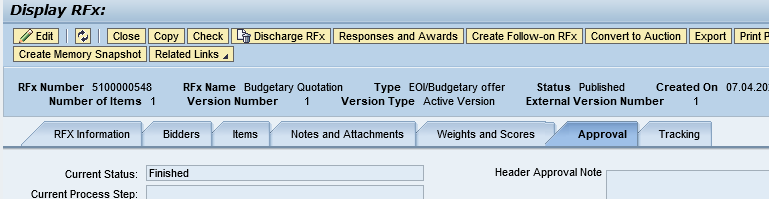 Display RFx:
Edit Close Copy Check Discharge RFx Responses and Awards Create Follow-on RFx Convert to Auction Export Print
Create Memory Snapshot Related Links
RFx Number 5100000548 RFx Name Budgetary Quotation Type EOI/Budgetary offer Status Published Created On 07.04.20
Number of Items 1 Version Number 1 Version Type Active Version External Version Number 1
RFX Information Bidders Items Notes and Attachments Weights and Scores Approval Tracking
Current Status: Finished Header Approval Note
Current Process Step: